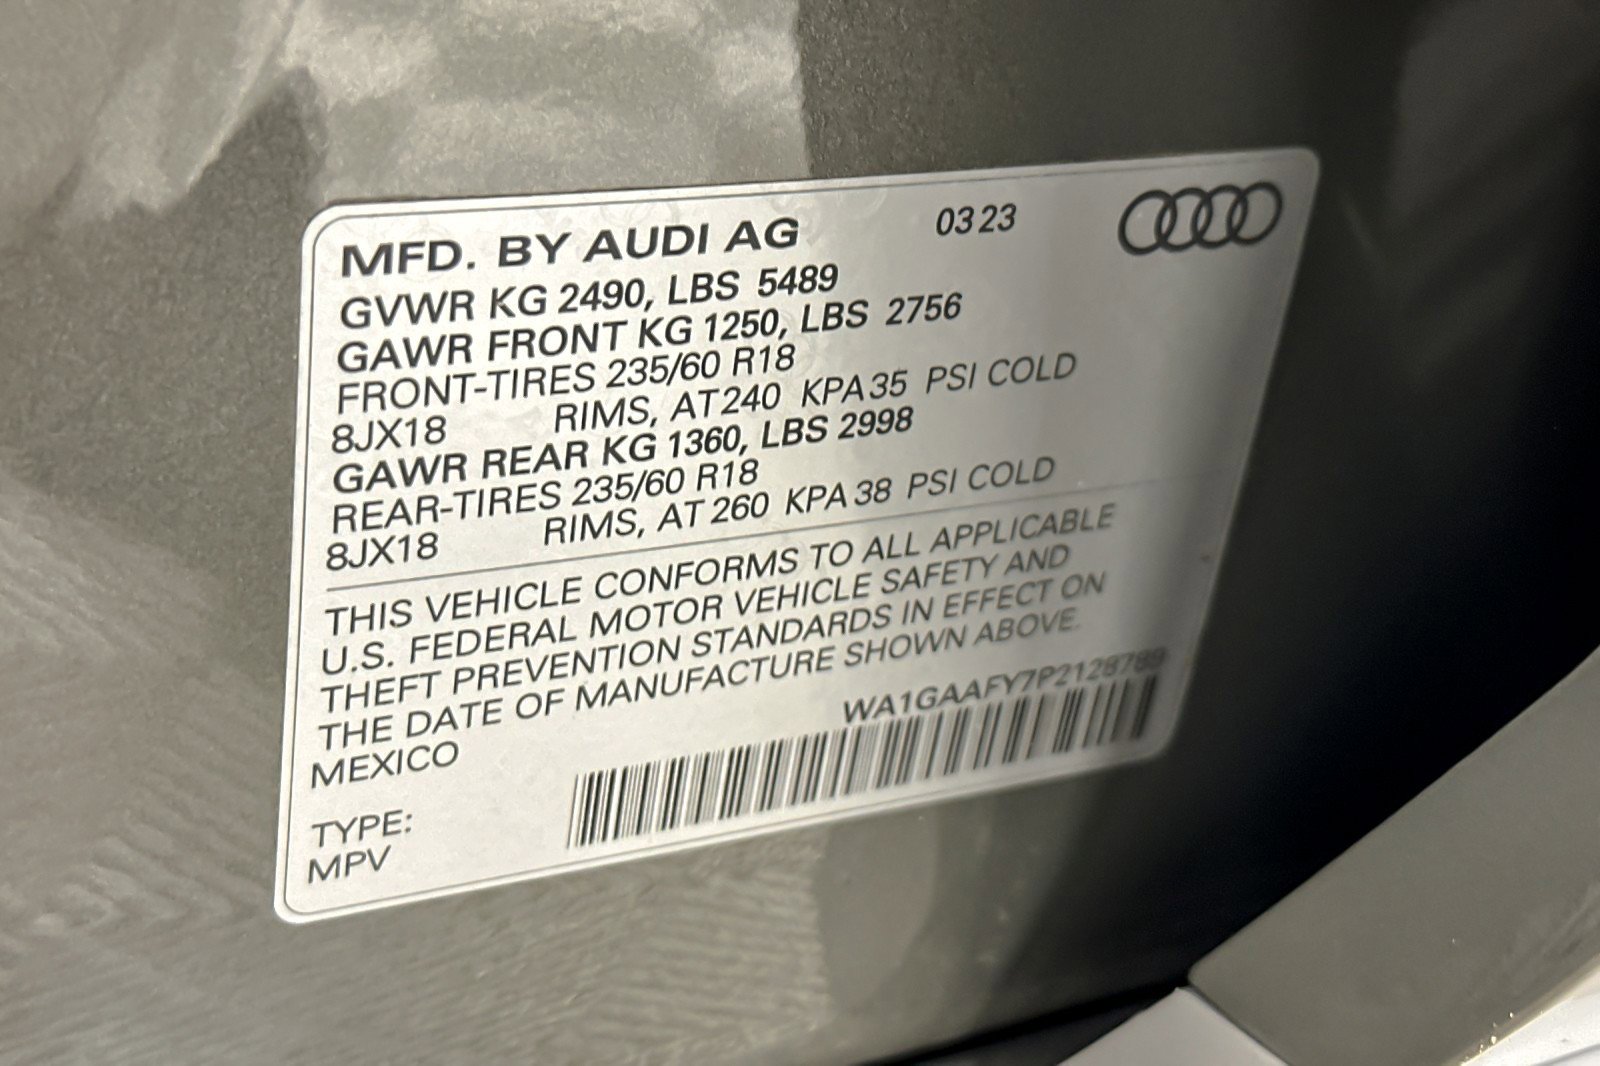 MFD. BY AUDI AG 03 23
GVWR KG 2490, LBS 5489
GAWR FRONT KG 1250, LBS 2756
FRONT-TIRES 235/60 R18
8JX18 RIMS, AT 240 KPA 35 PSI COLD
GAWR REAR KG 1360, LBS 2998
REAR-TIRES 235/60 R18
8JX18 RIMS, AT 260 KPA 38 PSI COLD
THIS VEHICLE CONFORMS TO ALL APPLICABLE
U.S. FEDERAL MOTOR VEHICLE SAFETY AND
THEFT PREVENTION STANDARDS IN EFFECT ON
THE DATE OF MANUFACTURE SHOWN ABOVE.
MEXICO WA1GAAFY7P2128789
TYPE:
MPV